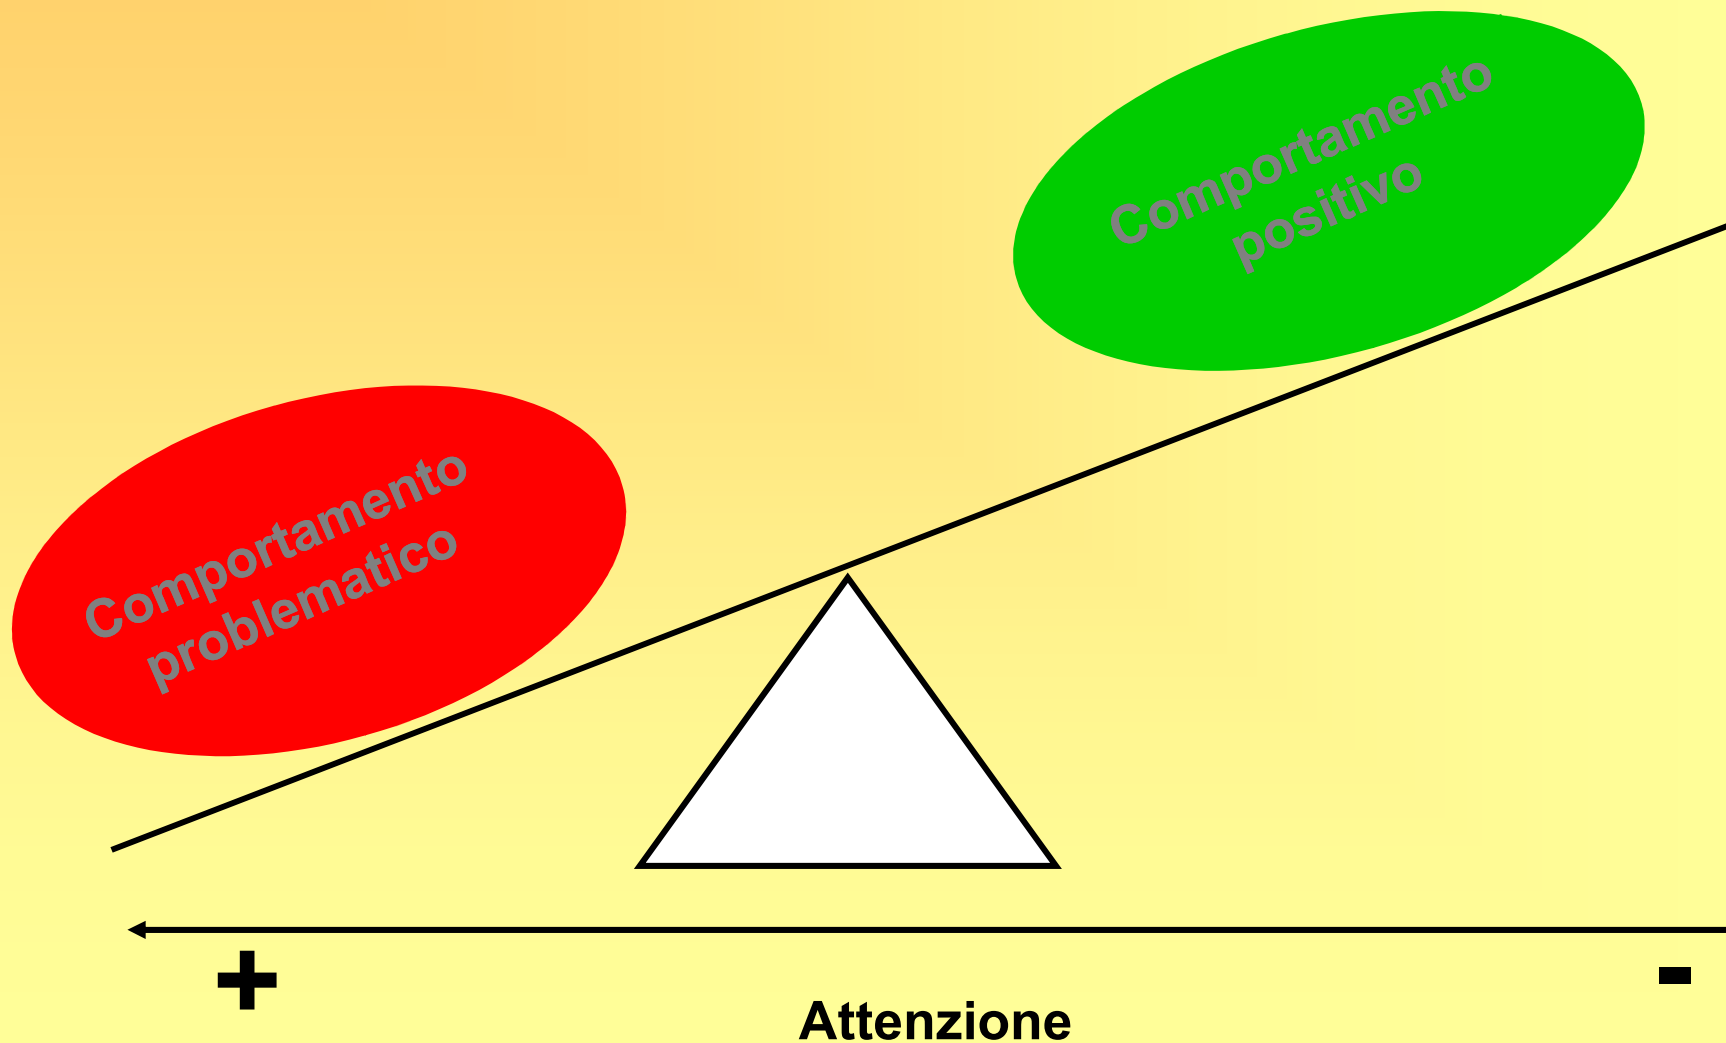 Comportamento
positivo
Comportamento
problematico
+
-
Attenzione